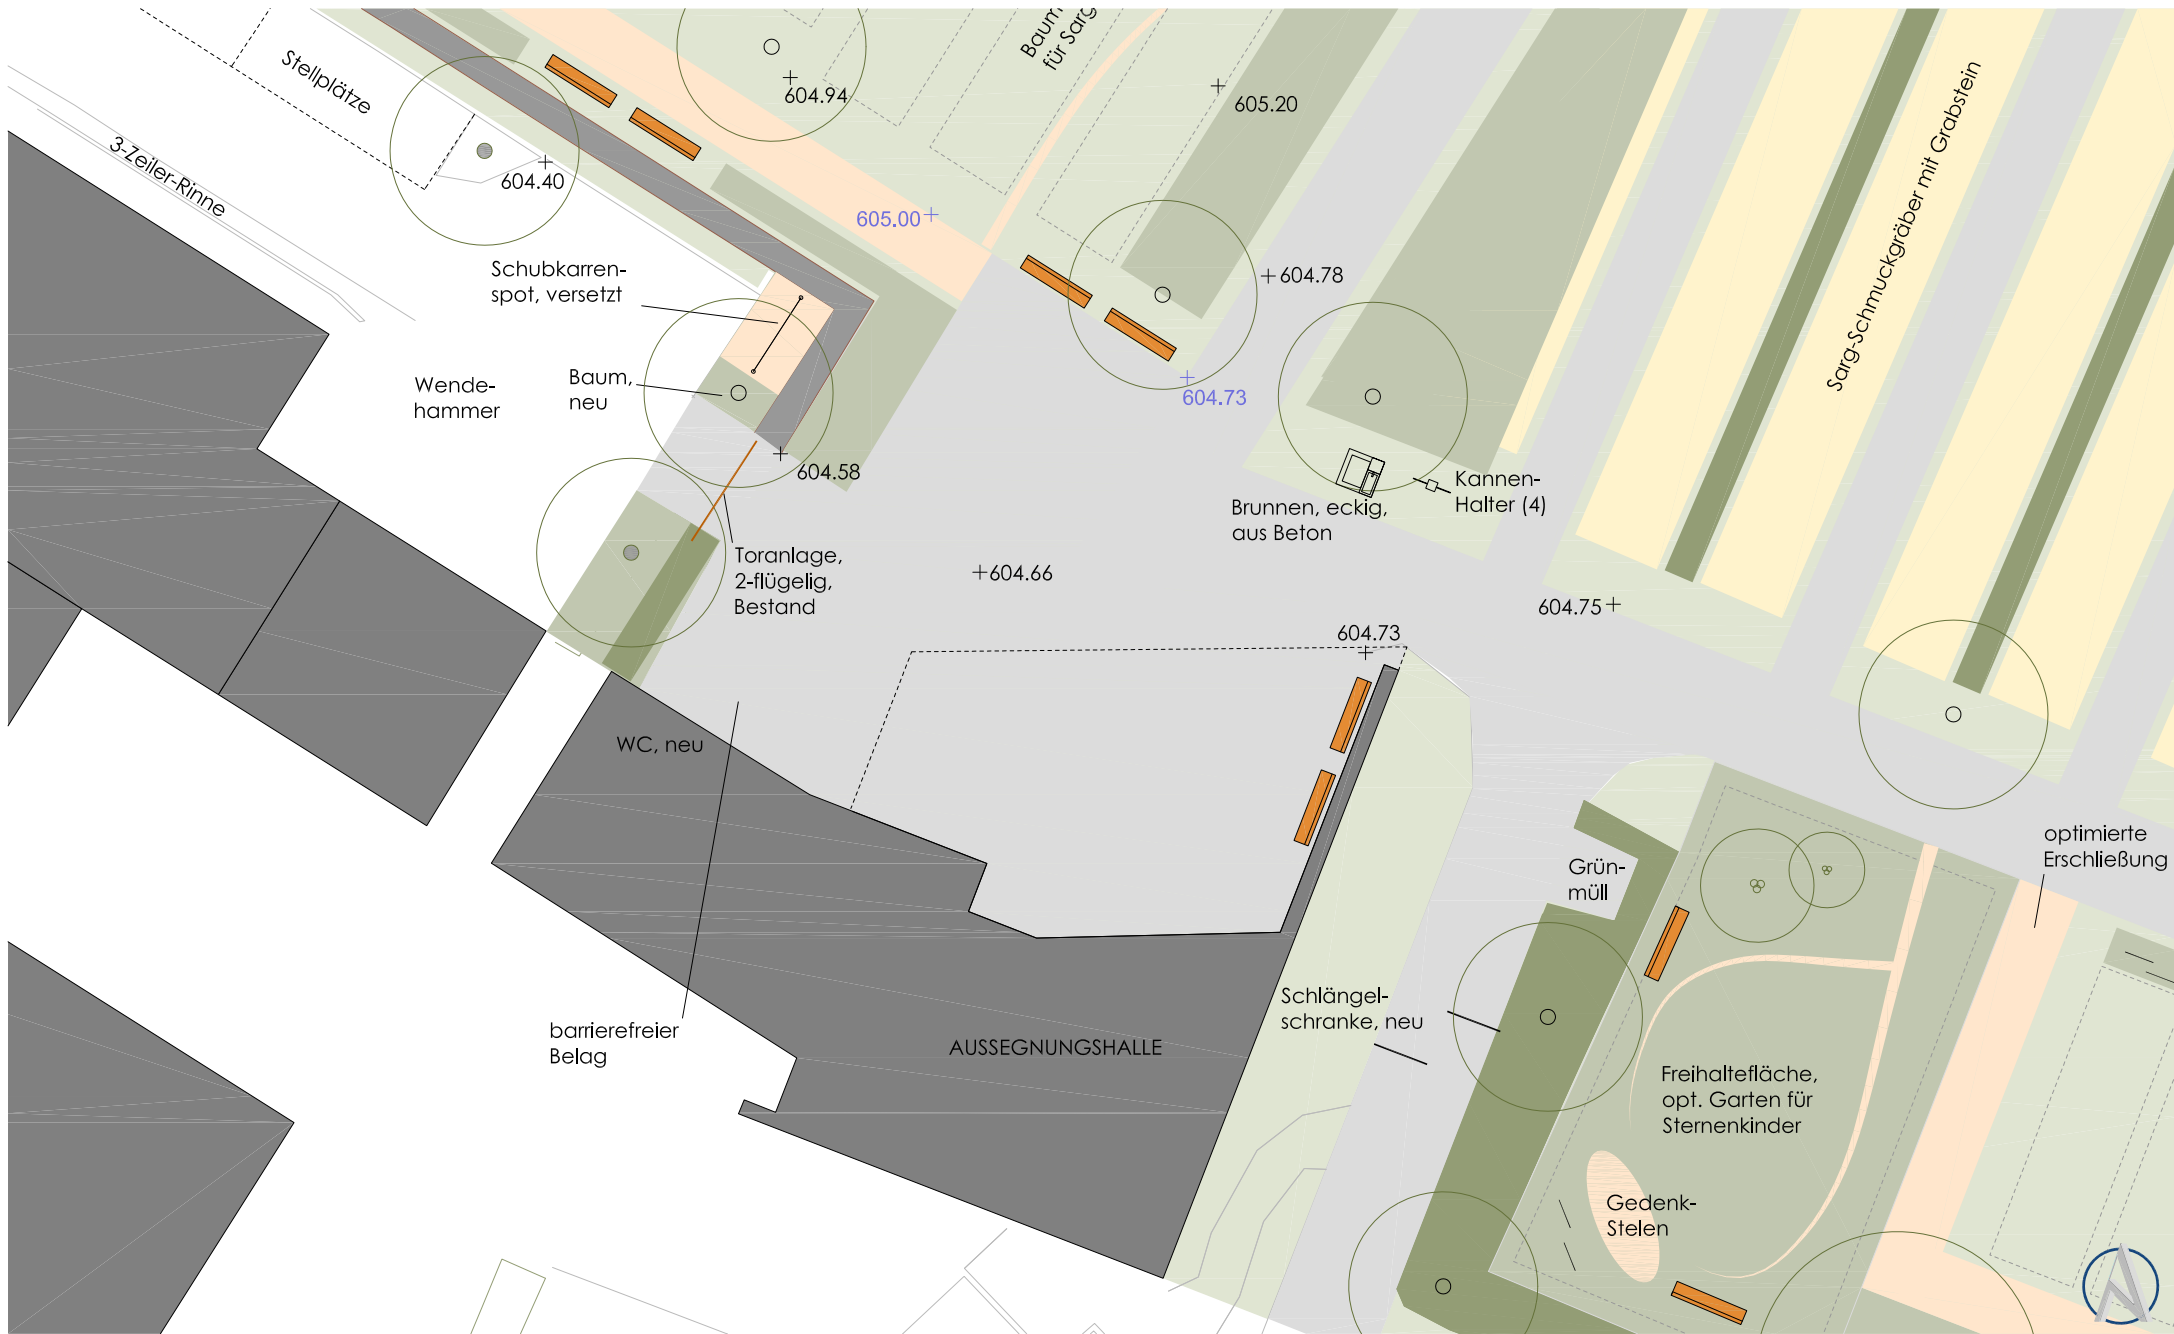 Stellplätze
3-Zeiler-Rinne
604.40
604.94
für Sarg
605.20
605.00
604.78
604.73
Sarg-Schmuckgräber mit Grabstein
Schubkarren-
spot, versetzt
Wende-
hammer
Baum,
neu
604.58
Toranlage,
2-flügelig,
Bestand
604.66
Brunnen, eckig,
aus Beton
Kannen-
Halter (4)
604.75
604.73
WC, neu
barrierefreier
Belag
AUSSEGNUNGSHALLE
Schlängel-
schranke, neu
Grün-
müll
optimierte
Erschließung
Freihaltefläche,
opt. Garten für
Sternenkinder
Gedenk-
Stelen